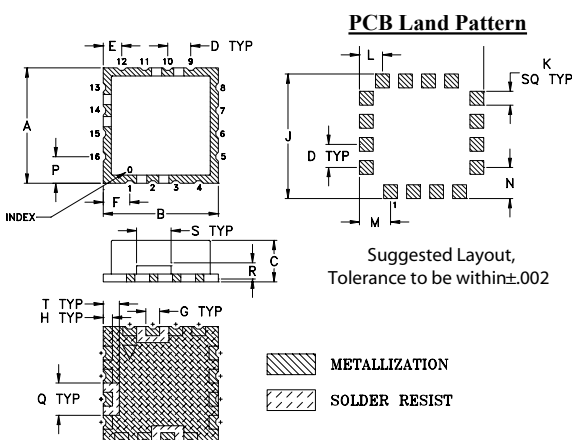 PCB Land Pattern
E
D TYP
12 11 10 9
13
14
15
16
8
7
6
5
A
P
0
1 2 3 4
F
INDEX
B
S TYP
C
R
T TYP
H TYP
G TYP
Q TYP
L
K
SQ TYP
J
D TYP
N
1
M
Suggested Layout,
Tolerance to be within±.002
METALLIZATION
SOLDER RESIST